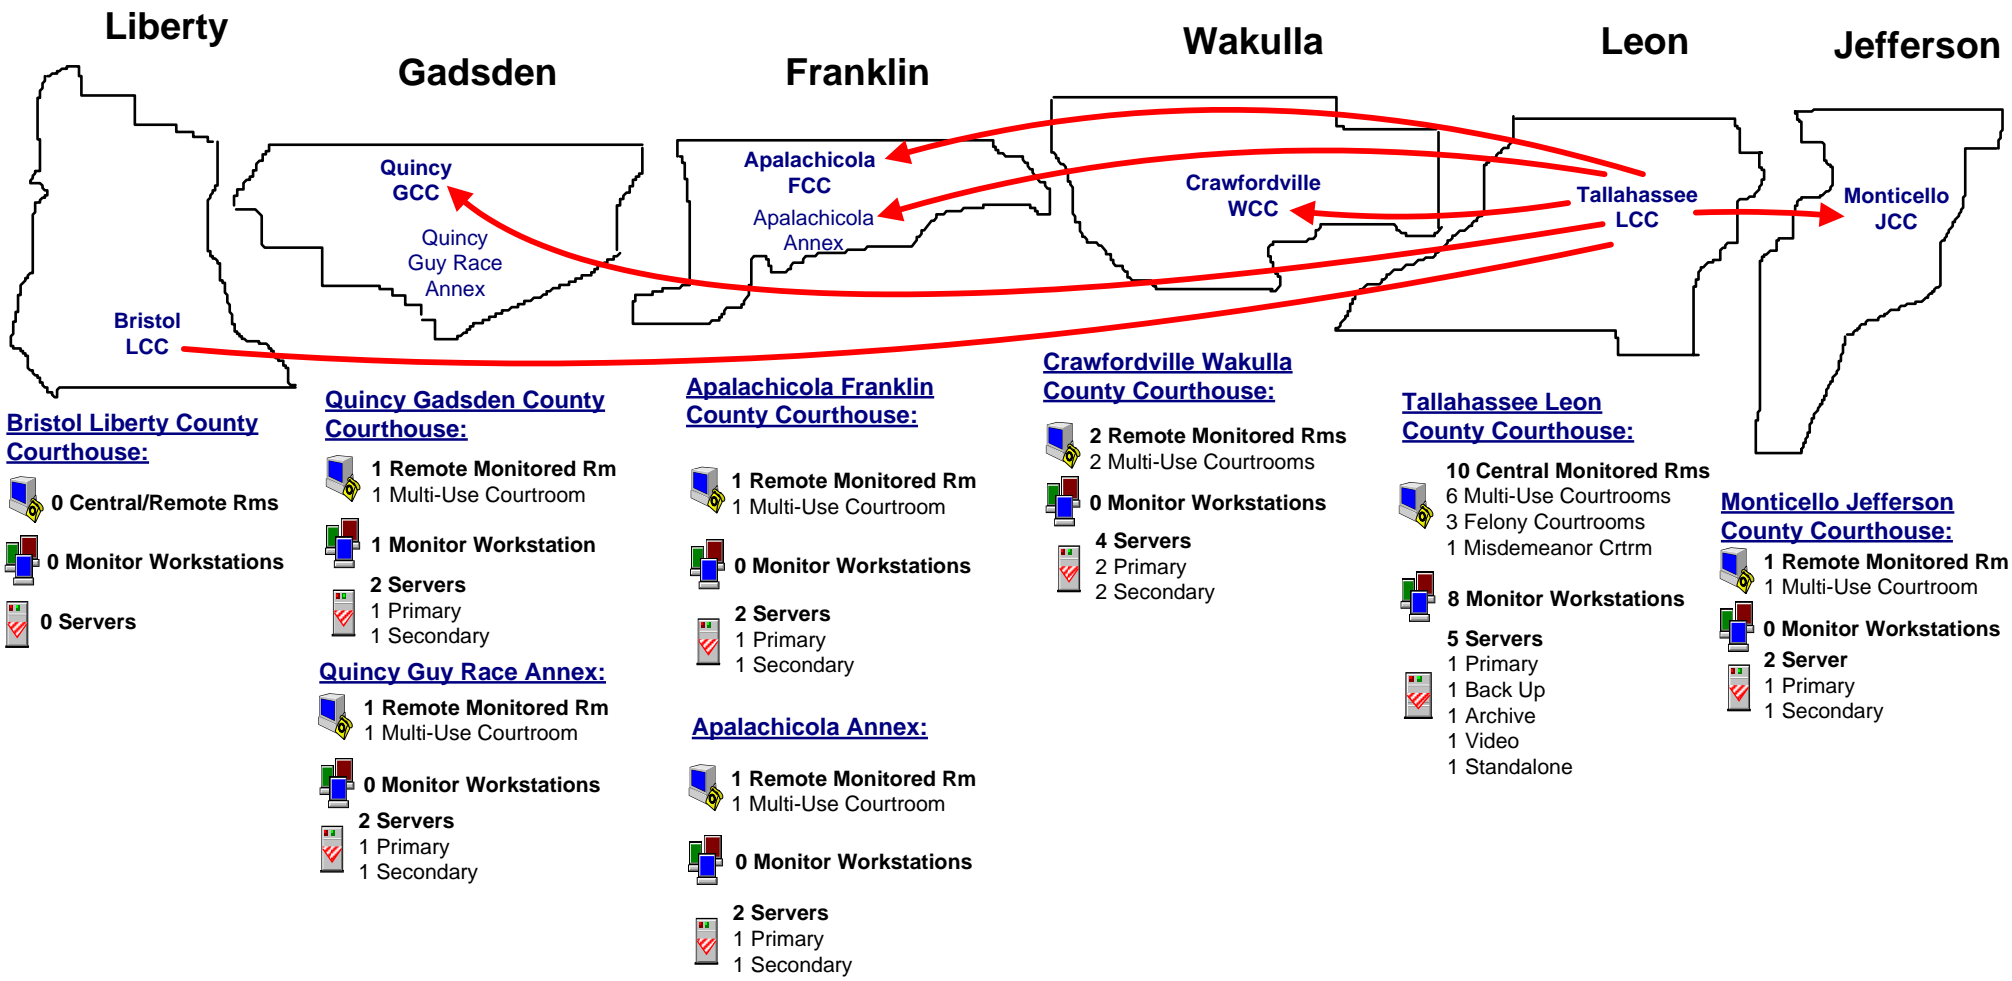 Liberty
Gadsden
Franklin
Wakulla
Leon
Jefferson
Bristol
LCC
Quincy
GCC
Quincy
Guy Race
Annex
Apalachicola
FCC
Apalachicola
Annex
Crawfordville
WCC
Tallahassee
LCC
Monticello
JCC
Bristol Liberty County
Courthouse:
0 Central/Remote Rms
0 Monitor Workstations
0 Servers
Quincy Gadsden County
Courthouse:
1 Remote Monitored Rm
1 Multi-Use Courtroom
1 Monitor Workstation
2 Servers
1 Primary
1 Secondary
Quincy Guy Race Annex:
1 Remote Monitored Rm
1 Multi-Use Courtroom
0 Monitor Workstations
2 Servers
1 Primary
1 Secondary
Apalachicola Franklin
County Courthouse:
1 Remote Monitored Rm
1 Multi-Use Courtroom
0 Monitor Workstations
2 Servers
1 Primary
1 Secondary
Apalachicola Annex:
1 Remote Monitored Rm
1 Multi-Use Courtroom
0 Monitor Workstations
2 Servers
1 Primary
1 Secondary
Crawfordville Wakulla
County Courthouse:
2 Remote Monitored Rms
2 Multi-Use Courtrooms
0 Monitor Workstations
4 Servers
2 Primary
2 Secondary
Tallahassee Leon
County Courthouse:
10 Central Monitored Rms
6 Multi-Use Courtrooms
3 Felony Courtrooms
1 Misdemeanor Crtrm
8 Monitor Workstations
5 Servers
1 Primary
1 Back Up
1 Archive
1 Video
1 Standalone
Monticello Jefferson
County Courthouse:
1 Remote Monitored Rm
1 Multi-Use Courtroom
0 Monitor Workstations
2 Server
1 Primary
1 Secondary